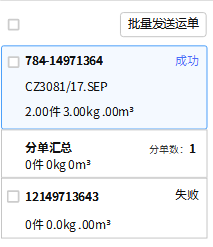 批量发送运单
784-14971364 成功
CZ3081/17.SEP
2.00件 3.00kg .00m³
分单汇总 分单数: 1
0件 0kg 0m³
12149713643 失败
0件 0.0kg .00m³